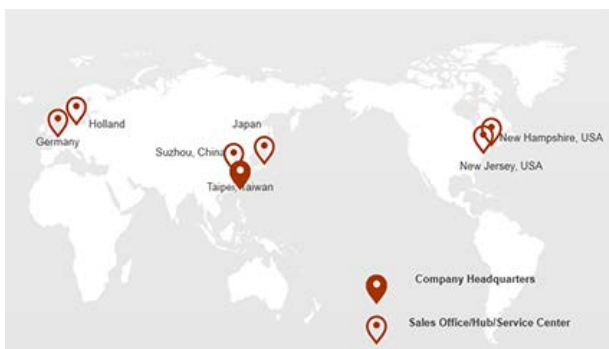 Holland
Germany
Japan
Suzhou, China
Taipei, Taiwan
New Hampshire, USA
New Jersey, USA
Company Headquarters
Sales Office/Hub/Service Center